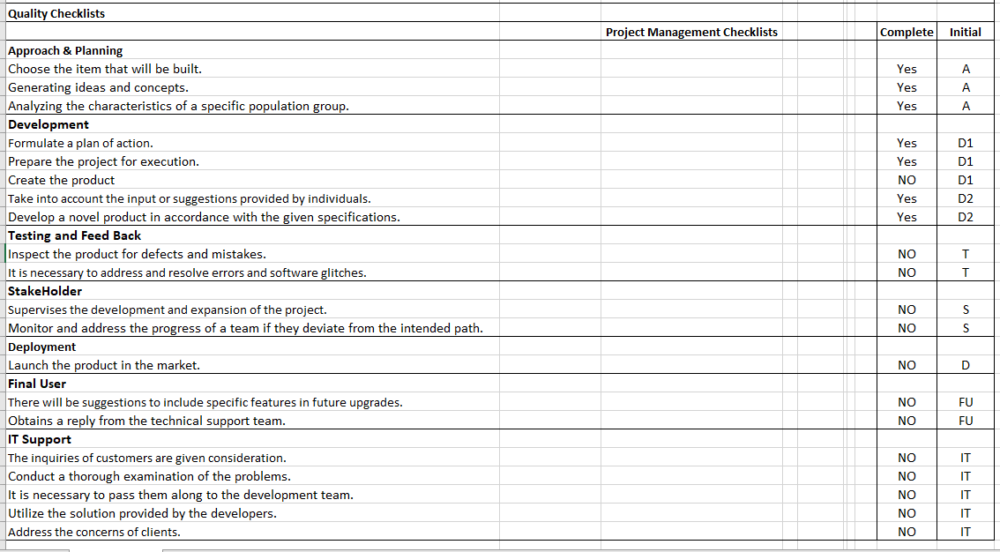 Quality Checklists
Project Management Checklists Complete Initial
Approach & Planning
Choose the item that will be built. Yes A
Generating ideas and concepts. Yes A
Analyzing the characteristics of a specific population group. Yes A
Development
Formulate a plan of action. Yes D1
Prepare the project for execution. Yes D1
Create the product NO D1
Take into account the input or suggestions provided by individuals. Yes D2
Develop a novel product in accordance with the given specifications. Yes D2
Testing and Feed Back
Inspect the product for defects and mistakes. NO T
It is necessary to address and resolve errors and software glitches. NO T
StakeHolder
Supervises the development and expansion of the project. NO S
Monitor and address the progress of a team if they deviate from the intended path. NO S
Deployment
Launch the product in the market. NO D
Final User
There will be suggestions to include specific features in future upgrades. NO FU
Obtains a reply from the technical support team. NO FU
IT Support
The inquiries of customers are given consideration. NO IT
Conduct a thorough examination of the problems. NO IT
It is necessary to pass them along to the development team. NO IT
Utilize the solution provided by the developers. NO IT
Address the concerns of clients. NO IT